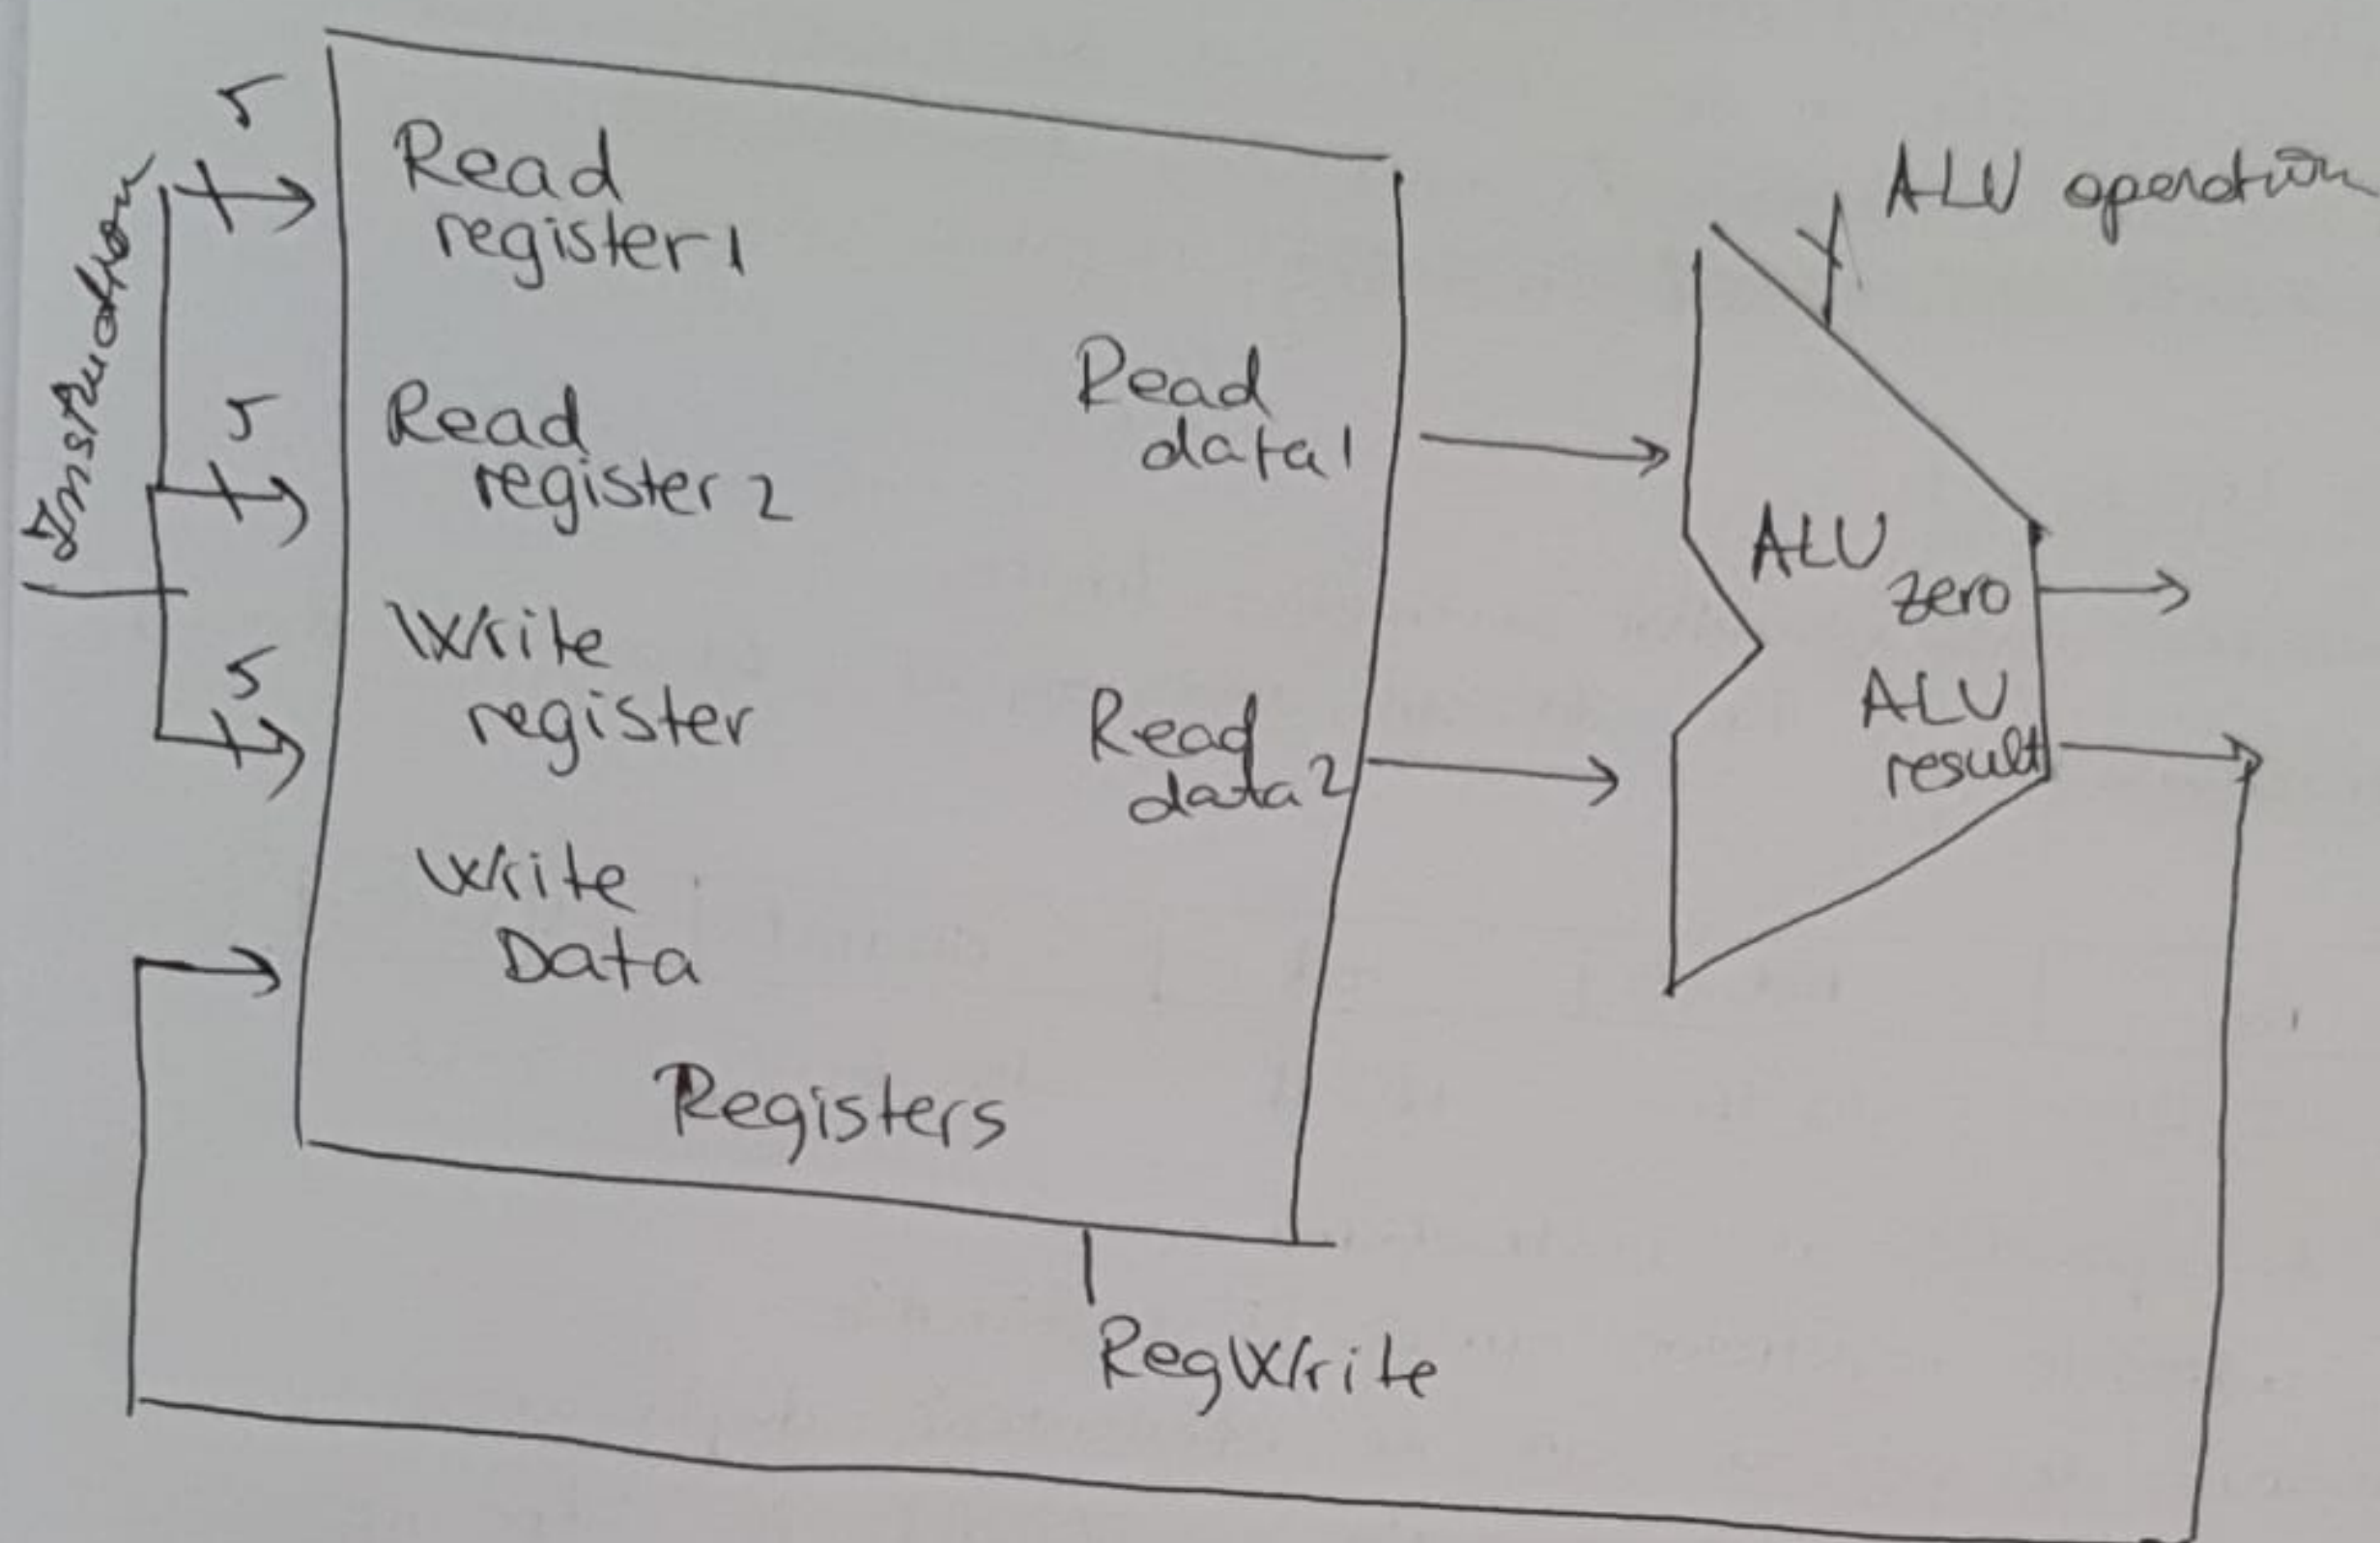 Instruction
5
Read
register 1
5
Read
register 2
5
Write
register
Write
Data
Registers
RegWrite
Read
data 1
Read
data 2
ALU operation
ALU
zero
ALU
result